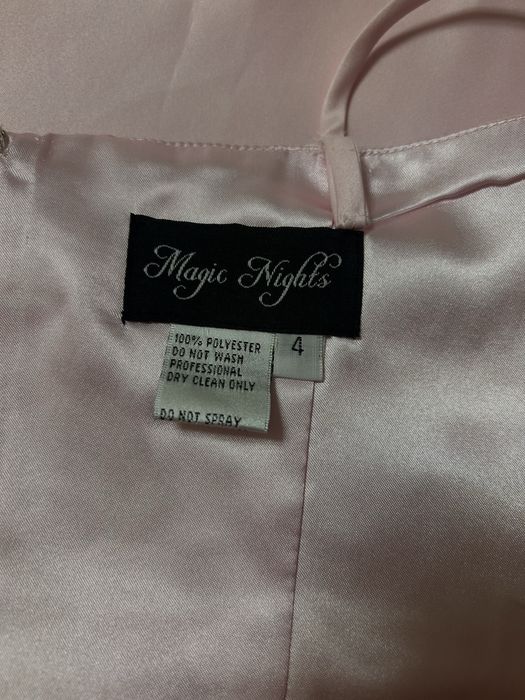 Magic Nights
100% POLYESTER
DO NOT WASH
PROFESSIONAL
DRY CLEAN ONLY
DO NOT SPRAY
4